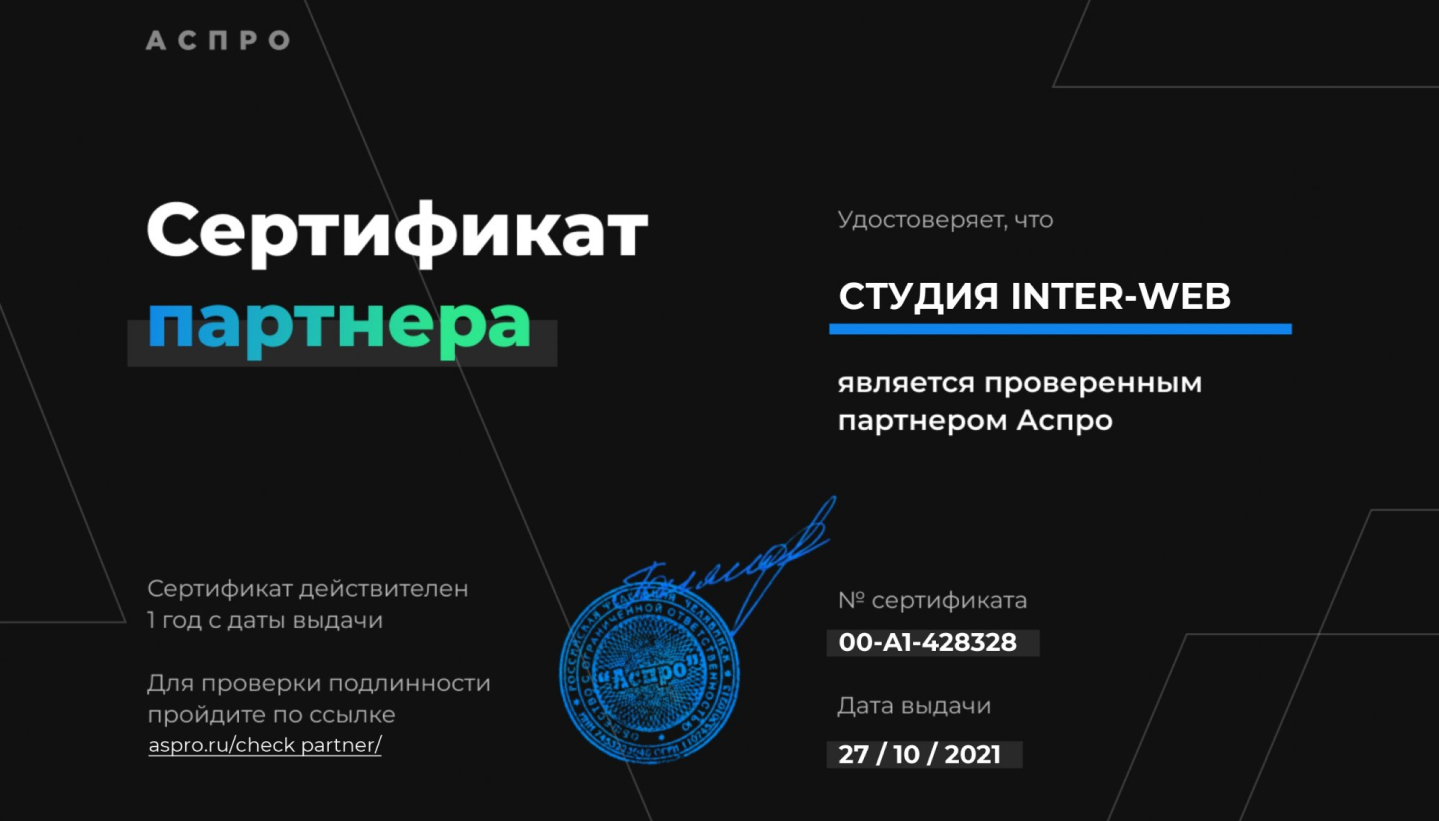 АСПРО
Сертификат
партнера
Удостоверяет, что
СТУДИЯ INTER-WEB
является проверенным
партнером Аспро
Сертификат действителен
1 год с даты выдачи
Для проверки подлинности
пройдите по ссылке
aspro.ru/check partner/
"Аспро"
№ сертификата
00-A1-428328
Дата выдачи
27 / 10 / 2021